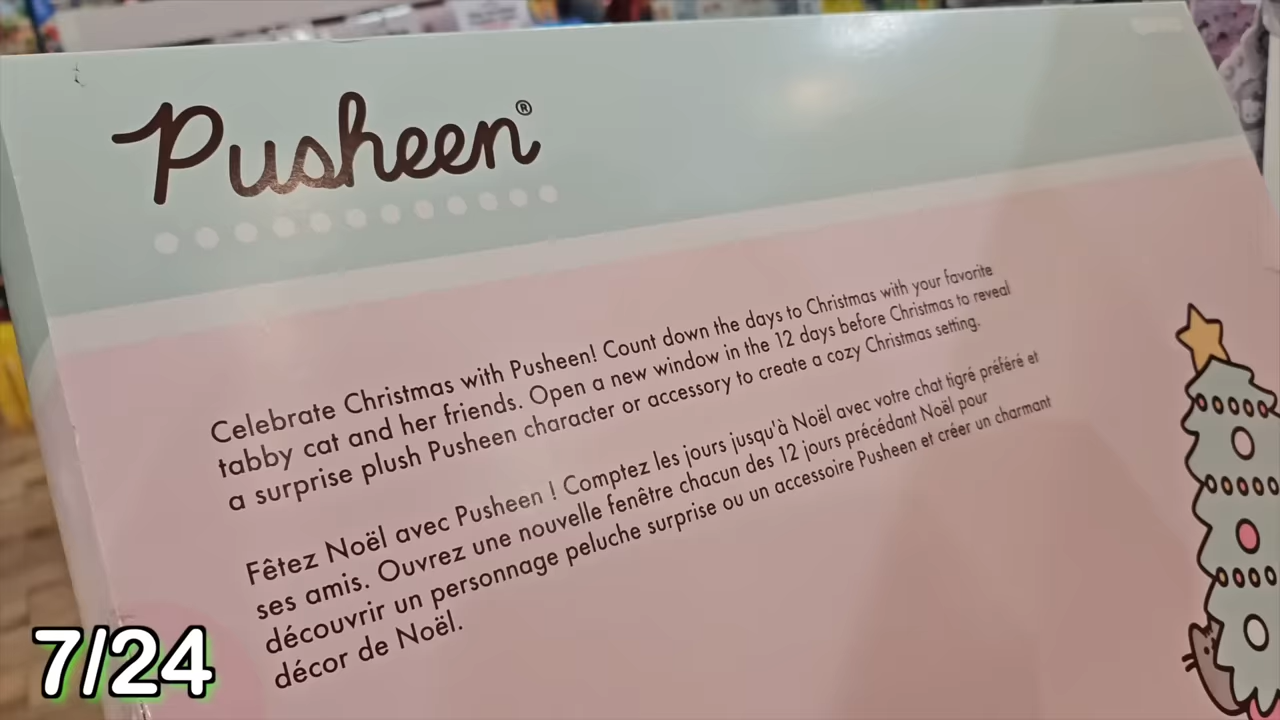 Pusheen®
Celebrate Christmas with Pusheen! Count down the days to Christmas with your favorite
tabby cat and her friends. Open a new window in the 12 days before Christmas to reveal
a surprise plush Pusheen character or accessory to create a cozy Christmas setting.
Fêtez Noël avec Pusheen ! Comptez les jours jusqu'à Noël avec votre chat tigré préféré et
ses amis. Ouvrez une nouvelle fenêtre chacun des 12 jours précédant Noël pour
découvrir un personnage peluche surprise ou un accessoire Pusheen et créer un charmant
décor de Noël.
7/24